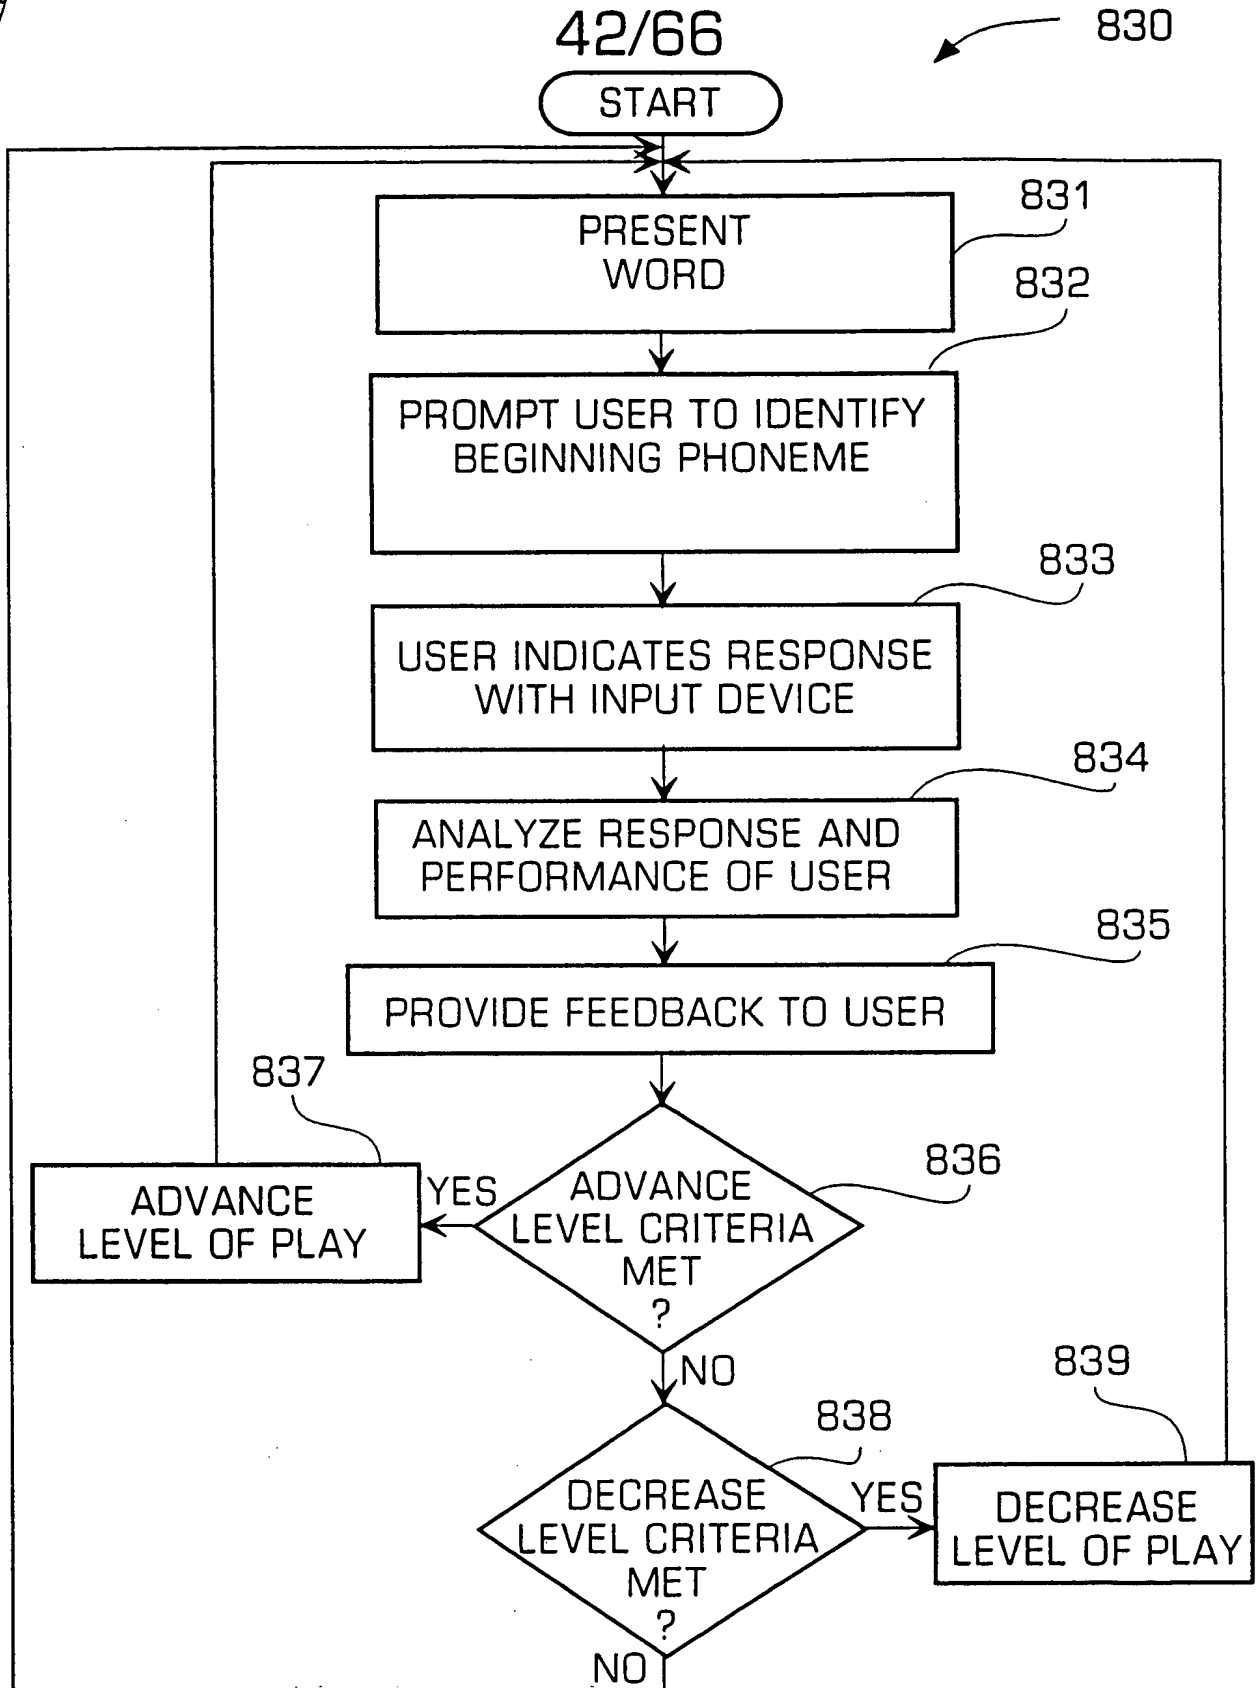 42/66
830
START
831
PRESENT
WORD
832
PROMPT USER TO IDENTIFY
BEGINNING PHONEME
833
USER INDICATES RESPONSE
WITH INPUT DEVICE
834
ANALYZE RESPONSE AND
PERFORMANCE OF USER
835
PROVIDE FEEDBACK TO USER
837
836
ADVANCE
LEVEL OF PLAY
YES
ADVANCE
LEVEL CRITERIA
MET
?
NO
839
838
DECREASE
LEVEL CRITERIA
MET
?
YES
DECREASE
LEVEL OF PLAY
NO